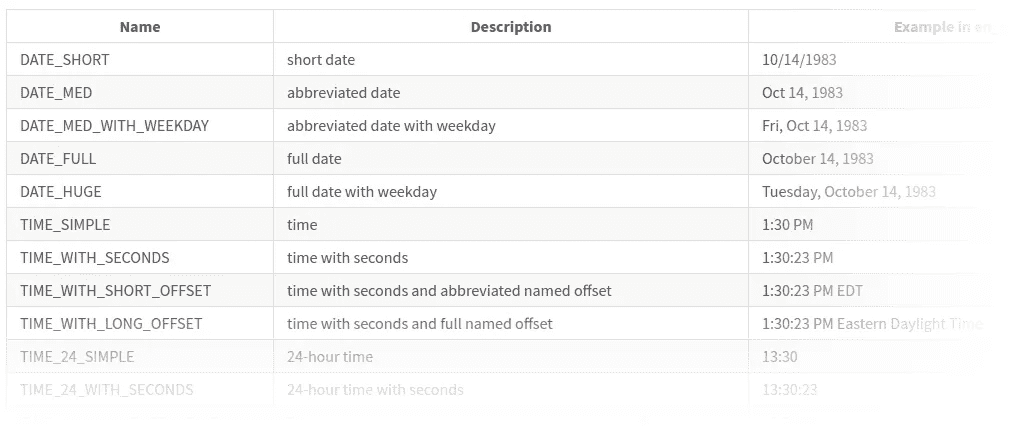 Name Description Example in en_
DATE_SHORT short date 10/14/1983
DATE_MED abbreviated date Oct 14, 1983
DATE_MED_WITH_WEEKDAY abbreviated date with weekday Fri, Oct 14, 1983
DATE_FULL full date October 14, 1983
DATE_HUGE full date with weekday Tuesday, October 14, 1983
TIME_SIMPLE time 1:30 PM
TIME_WITH_SECONDS time with seconds 1:30:23 PM
TIME_WITH_SHORT_OFFSET time with seconds and abbreviated named offset 1:30:23 PM EDT
TIME_WITH_LONG_OFFSET time with seconds and full named offset 1:30:23 PM Eastern Daylight Time
TIME_24_SIMPLE 24-hour time 13:30
TIME_24_WITH_SECONDS 24-hour time with seconds 13:30:23